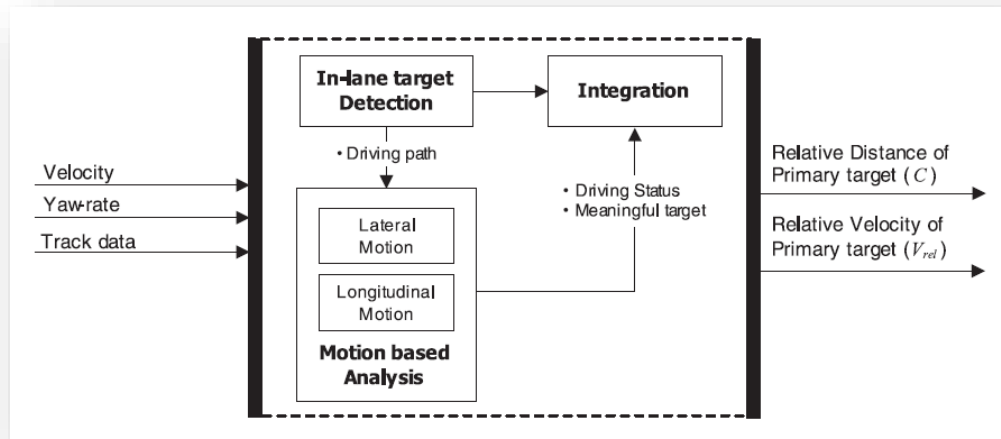 In-lane target
Detection
Integration
• Driving path
Velocity
Yaw-rate
Track data
Lateral
Motion
Longitudinal
Motion
Motion based
Analysis
• Driving Status
• Meaningful target
Relative Distance of
Primary target (C)
Relative Velocity of
Primary target (Vrel)